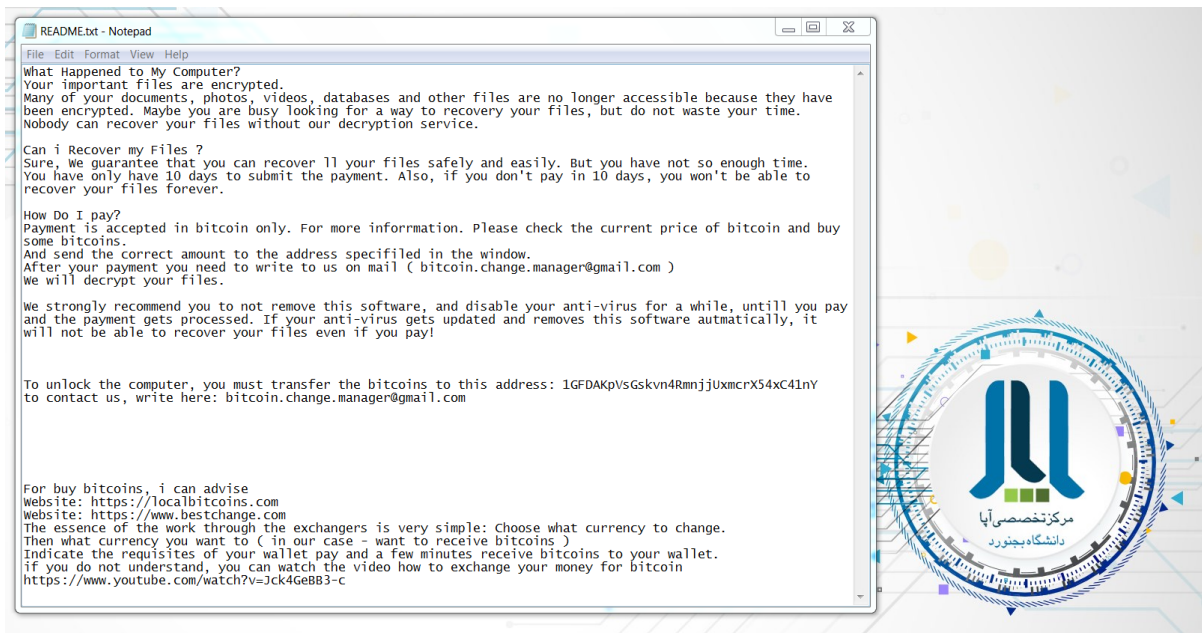 README.txt - Notepad
File Edit Format View Help
What Happened to My Computer?
Your important files are encrypted.
Many of your documents, photos, videos, databases and other files are no longer accessible because they have
been encrypted. Maybe you are busy looking for a way to recovery your files, but do not waste your time.
Nobody can recover your files without our decryption service.
Can i Recover my Files ?
Sure, We guarantee that you can recover ll your files safely and easily. But you have not so enough time.
You have only have 10 days to submit the payment. Also, if you don't pay in 10 days, you won't be able to
recover your files forever.
How Do I pay?
Payment is accepted in bitcoin only. For more inforrmation. Please check the current price of bitcoin and buy
some bitcoins.
And send the correct amount to the address specifiled in the window.
After your payment you need to write to us on mail ( bitcoin.change.manager@gmail.com )
We will decrypt your files.
We strongly recommend you to not remove this software, and disable your anti-virus for a while, untill you pay
and the payment gets processed. If your anti-virus gets updated and removes this software autmatically, it
will not be able to recover your files even if you pay!
To unlock the computer, you must transfer the bitcoins to this address: 1GFDAKpVsGskvn4RmnjjUxmcrX54xC41nY
to contact us, write here: bitcoin.change.manager@gmail.com
For buy bitcoins, i can advise
Website: https://localbitcoins.com
Website: https://www.bestchange.com
The essence of the work through the exchangers is very simple: Choose what currency to change.
Then what currency you want to ( in our case - want to receive bitcoins )
Indicate the requisites of your wallet pay and a few minutes receive bitcoins to your wallet.
if you do not understand, you can watch the video how to exchange your money for bitcoin
https://www.youtube.com/watch?v=Jck4GeBB3-c
مرکز تخصصی آپا
دانشگاه بجنورد